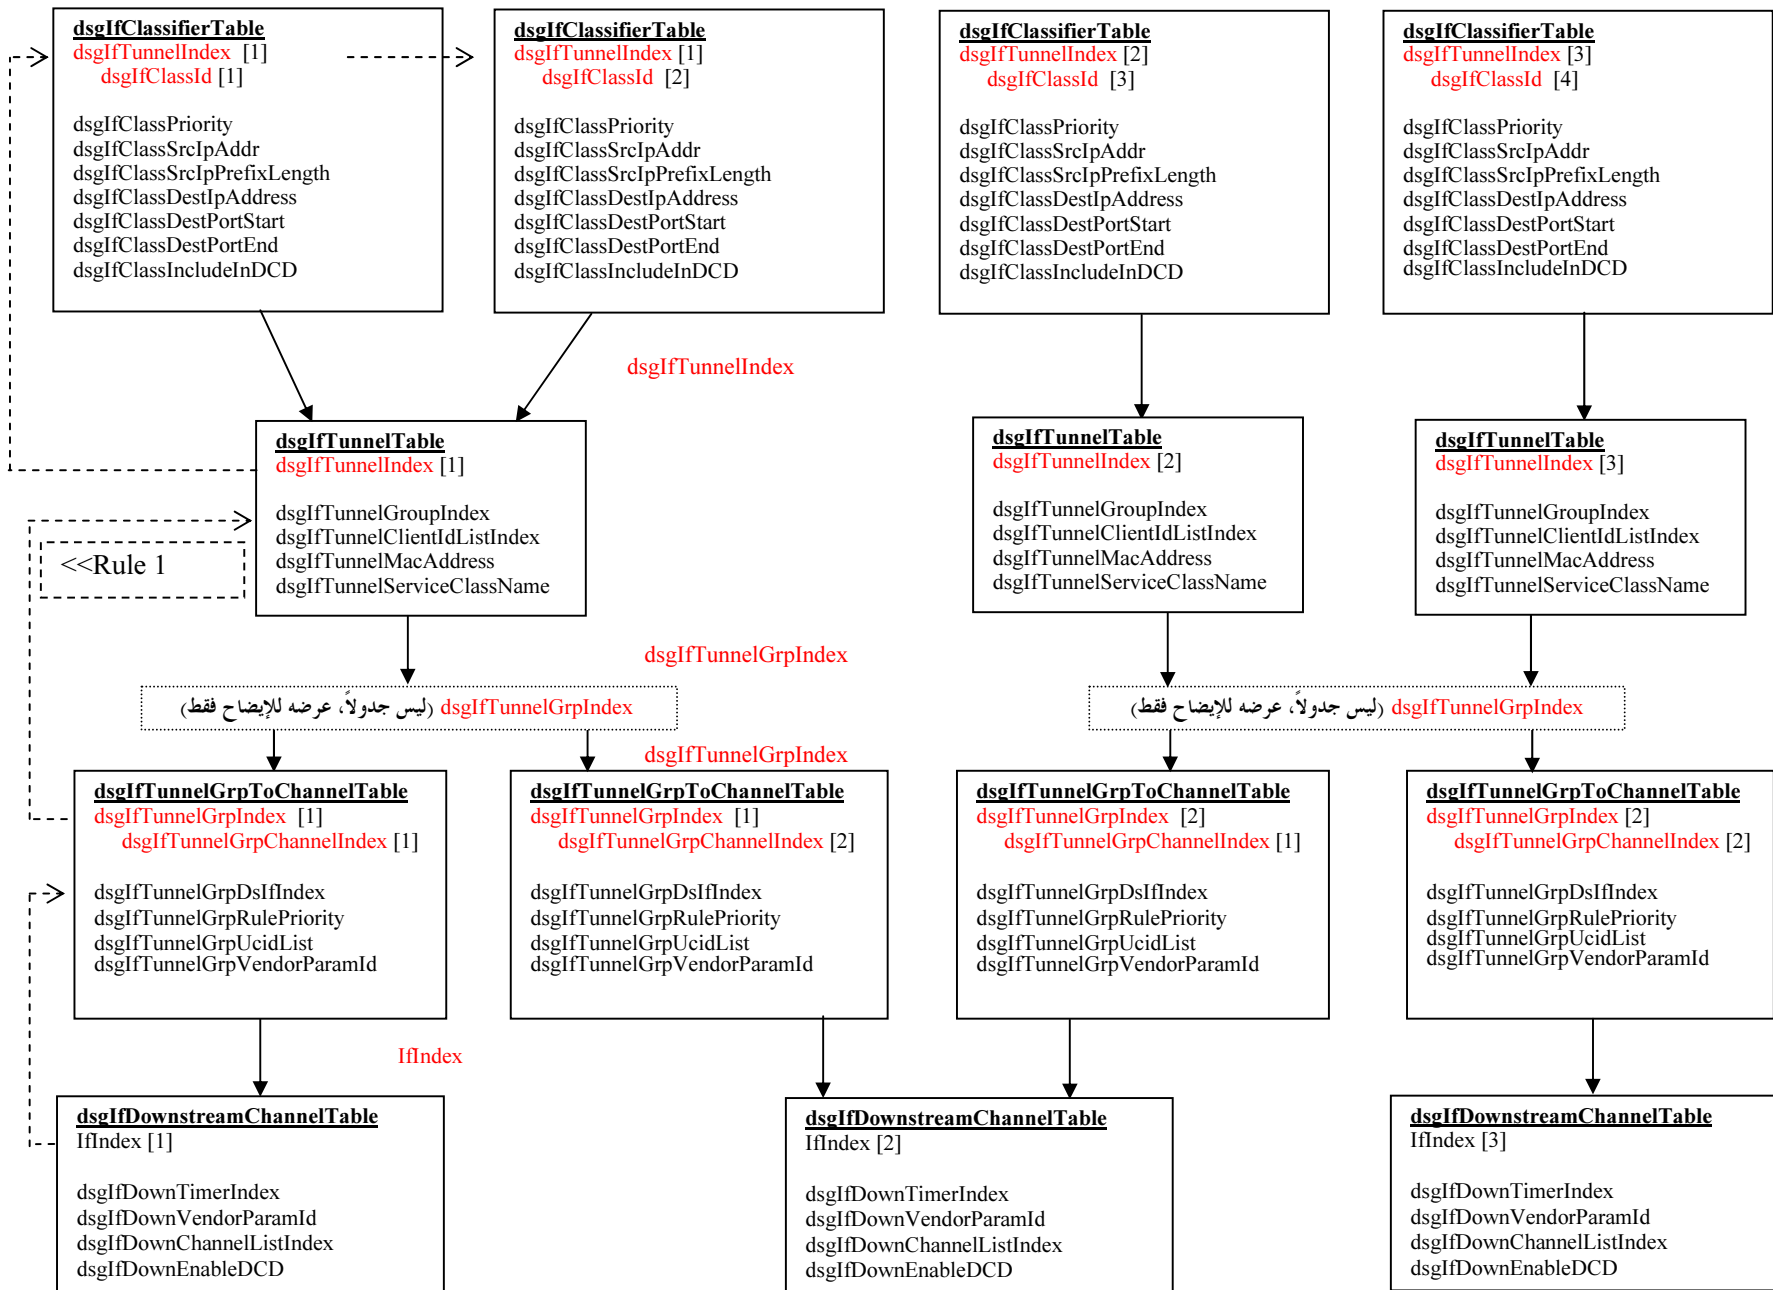 dsgIfClassifierTable
dsgIfTunnelIndex [1]
dsgIfClassId [1]
dsgIfClassPriority
dsgIfClassSrcIpAddr
dsgIfClassSrcIpPrefixLength
dsgIfClassDestIpAddress
dsgIfClassDestPortStart
dsgIfClassDestPortEnd
dsgIfClassIncludeInDCD
dsgIfClassifierTable
dsgIfTunnelIndex [1]
dsgIfClassId [2]
dsgIfClassPriority
dsgIfClassSrcIpAddr
dsgIfClassSrcIpPrefixLength
dsgIfClassDestIpAddress
dsgIfClassDestPortStart
dsgIfClassDestPortEnd
dsgIfClassIncludeInDCD
dsgIfClassifierTable
dsgIfTunnelIndex [2]
dsgIfClassId [3]
dsgIfClassPriority
dsgIfClassSrcIpAddr
dsgIfClassSrcIpPrefixLength
dsgIfClassDestIpAddress
dsgIfClassDestPortStart
dsgIfClassDestPortEnd
dsgIfClassIncludeInDCD
dsgIfClassifierTable
dsgIfTunnelIndex [3]
dsgIfClassId [4]
dsgIfClassPriority
dsgIfClassSrcIpAddr
dsgIfClassSrcIpPrefixLength
dsgIfClassDestIpAddress
dsgIfClassDestPortStart
dsgIfClassDestPortEnd
dsgIfClassIncludeInDCD
dsgIfTunnelIndex
dsgIfTunnelTable
dsgIfTunnelIndex [1]
dsgIfTunnelGroupIndex
dsgIfTunnelClientIdListIndex
dsgIfTunnelMacAddress
dsgIfTunnelServiceClassName
<<Rule 1
dsgIfTunnelTable
dsgIfTunnelIndex [2]
dsgIfTunnelGroupIndex
dsgIfTunnelClientIdListIndex
dsgIfTunnelMacAddress
dsgIfTunnelServiceClassName
dsgIfTunnelTable
dsgIfTunnelIndex [3]
dsgIfTunnelGroupIndex
dsgIfTunnelClientIdListIndex
dsgIfTunnelMacAddress
dsgIfTunnelServiceClassName
dsgIfTunnelGrpIndex
dsgIfTunnelGrpIndex (ليس جدولاً، عرضه للإيضاح فقط)
dsgIfTunnelGrpIndex (ليس جدولاً، عرضه للإيضاح فقط)
dsgIfTunnelGrpIndex
dsgIfTunnelGrpToChannelTable
dsgIfTunnelGrpIndex [1]
dsgIfTunnelGrpChannelIndex [1]
dsgIfTunnelGrpDsIfIndex
dsgIfTunnelGrpRulePriority
dsgIfTunnelGrpUcidList
dsgIfTunnelGrpVendorParamId
dsgIfTunnelGrpToChannelTable
dsgIfTunnelGrpIndex [1]
dsgIfTunnelGrpChannelIndex [2]
dsgIfTunnelGrpDsIfIndex
dsgIfTunnelGrpRulePriority
dsgIfTunnelGrpUcidList
dsgIfTunnelGrpVendorParamId
dsgIfTunnelGrpToChannelTable
dsgIfTunnelGrpIndex [2]
dsgIfTunnelGrpChannelIndex [1]
dsgIfTunnelGrpDsIfIndex
dsgIfTunnelGrpRulePriority
dsgIfTunnelGrpUcidList
dsgIfTunnelGrpVendorParamId
dsgIfTunnelGrpToChannelTable
dsgIfTunnelGrpIndex [2]
dsgIfTunnelGrpChannelIndex [2]
dsgIfTunnelGrpDsIfIndex
dsgIfTunnelGrpRulePriority
dsgIfTunnelGrpUcidList
dsgIfTunnelGrpVendorParamId
IfIndex
dsgIfDownstreamChannelTable
IfIndex [1]
dsgIfDownTimerIndex
dsgIfDownVendorParamId
dsgIfDownChannelListIndex
dsgIfDownEnableDCD
dsgIfDownstreamChannelTable
IfIndex [2]
dsgIfDownTimerIndex
dsgIfDownVendorParamId
dsgIfDownChannelListIndex
dsgIfDownEnableDCD
dsgIfDownstreamChannelTable
IfIndex [3]
dsgIfDownTimerIndex
dsgIfDownVendorParamId
dsgIfDownChannelListIndex
dsgIfDownEnableDCD